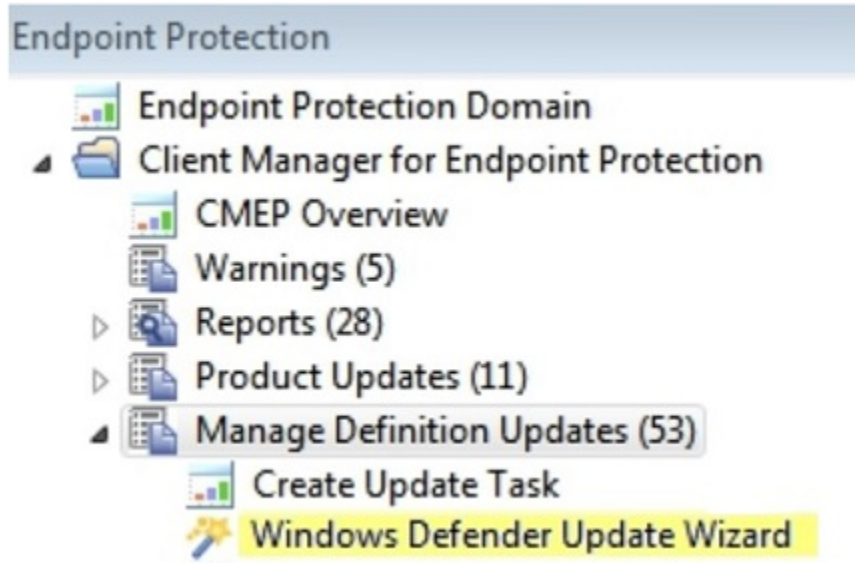 Endpoint Protection
Endpoint Protection Domain
Client Manager for Endpoint Protection
CMEP Overview
Warnings (5)
Reports (28)
Product Updates (11)
Manage Definition Updates (53)
Create Update Task
Windows Defender Update Wizard